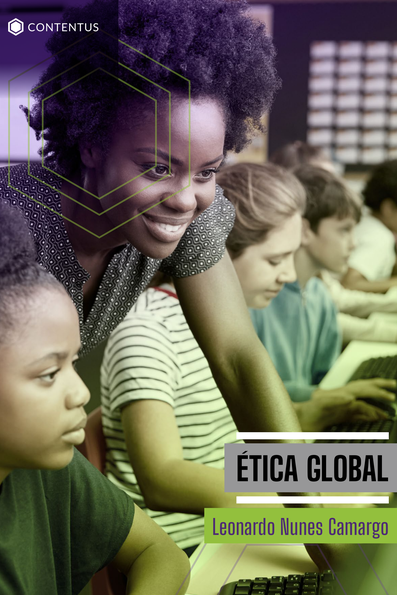 CONTENTUS
ÉTICA GLOBAL
Leonardo Nunes Camargo